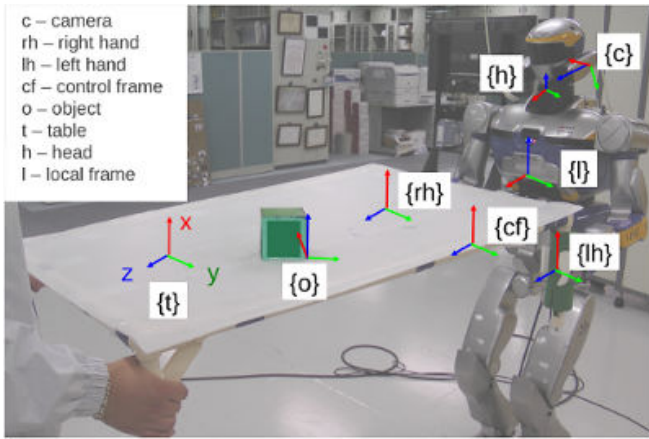 c – camera
rh – right hand
lh – left hand
cf – control frame
o – object
t – table
h – head
l – local frame
{c}
{h}
{l}
{rh}
{cf}
x
z
y
{o}
{lh}
{t}